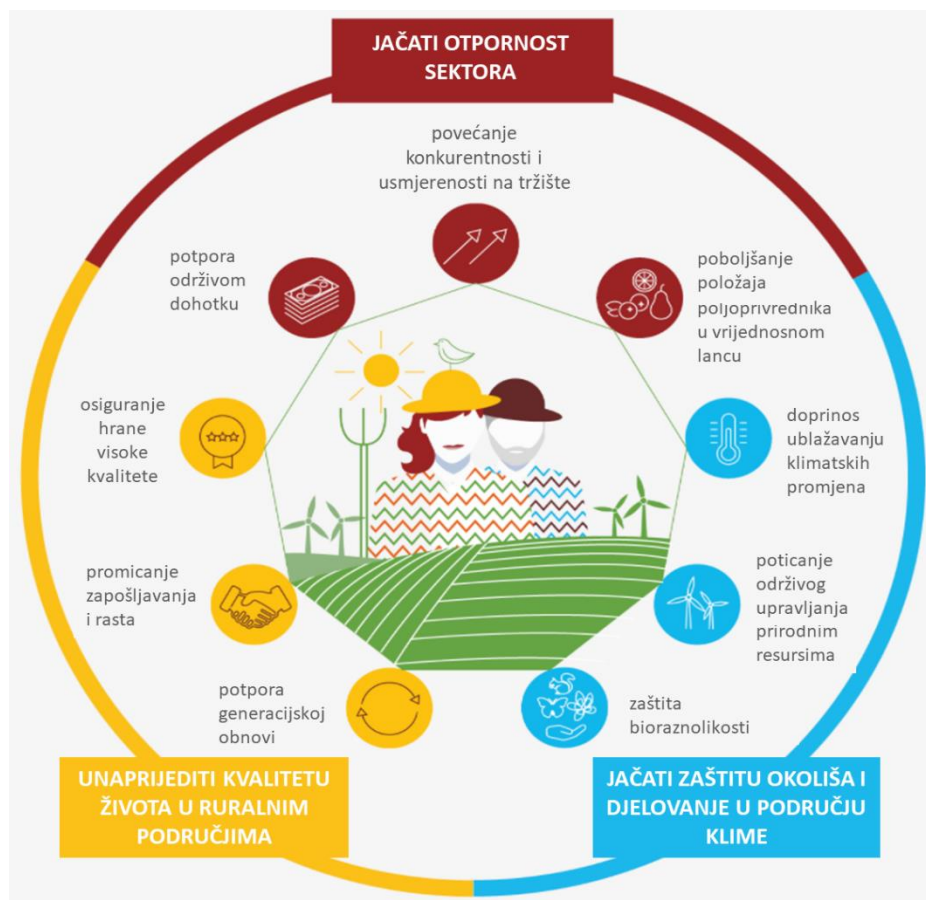 JAČATI OTPORNOST
SEKTORA
povećanje
konkurentnosti i
usmjerenosti na tržište
potpora
održivom
dohotku
poboljšanje
položaja
poljoprivrednika
u vrijednosnom
lancu
osiguranje
hrane
visoke
kvalitete
doprinos
ublažavanju
klimatskih
promjena
promicanje
zapošljavanja
i rasta
poticanje
održivog
upravljanja
prirodnim
resursima
potpora
generacijskoj
obnovi
zaštita
bioraznolikosti
UNAPRIJEDITI KVALITETU
ŽIVOTA U RURALNIM
PODRUČJIMA
JAČATI ZAŠTITU OKOLIŠA I
DJELOVANJE U PODRUČJU
KLIME